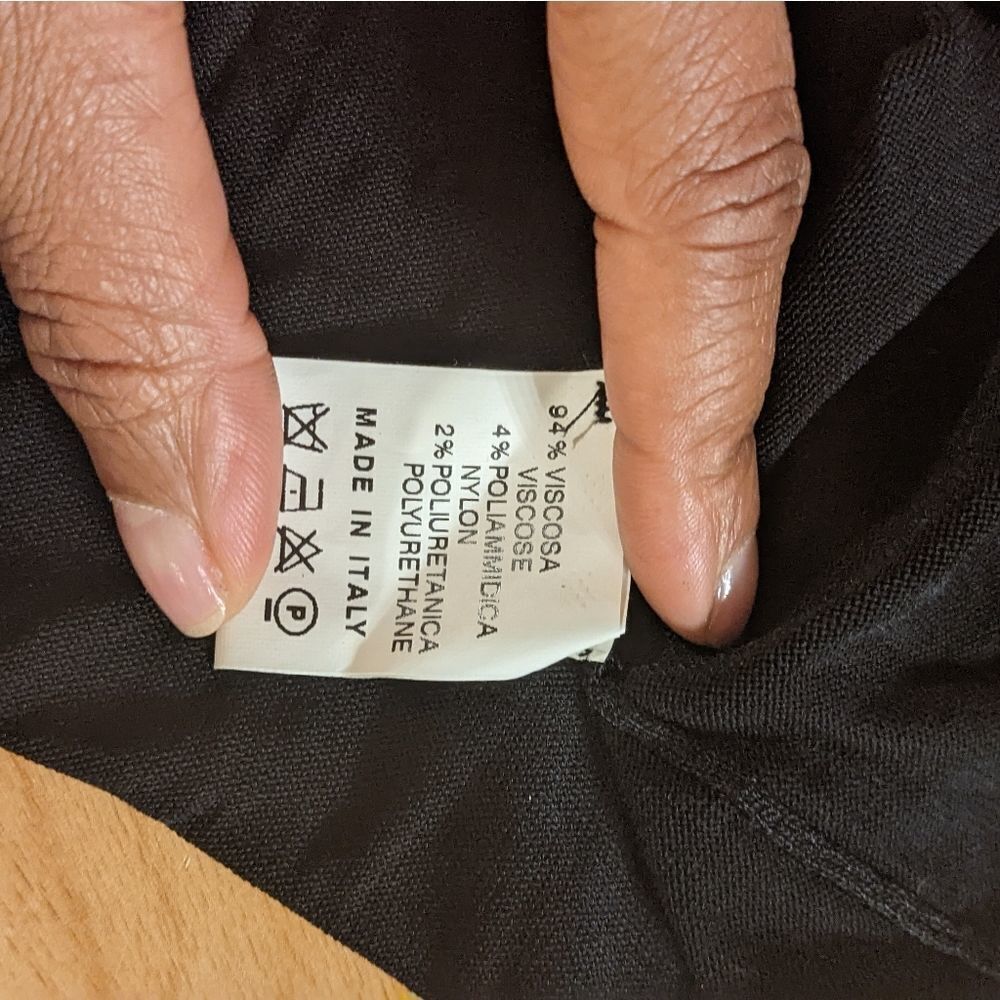 94% VISCOSA
VISCOSE
4% POLIAMMIDICA
NYLON
2% POLIURETANICA
POLYURETHANE
MADE IN ITALY
P